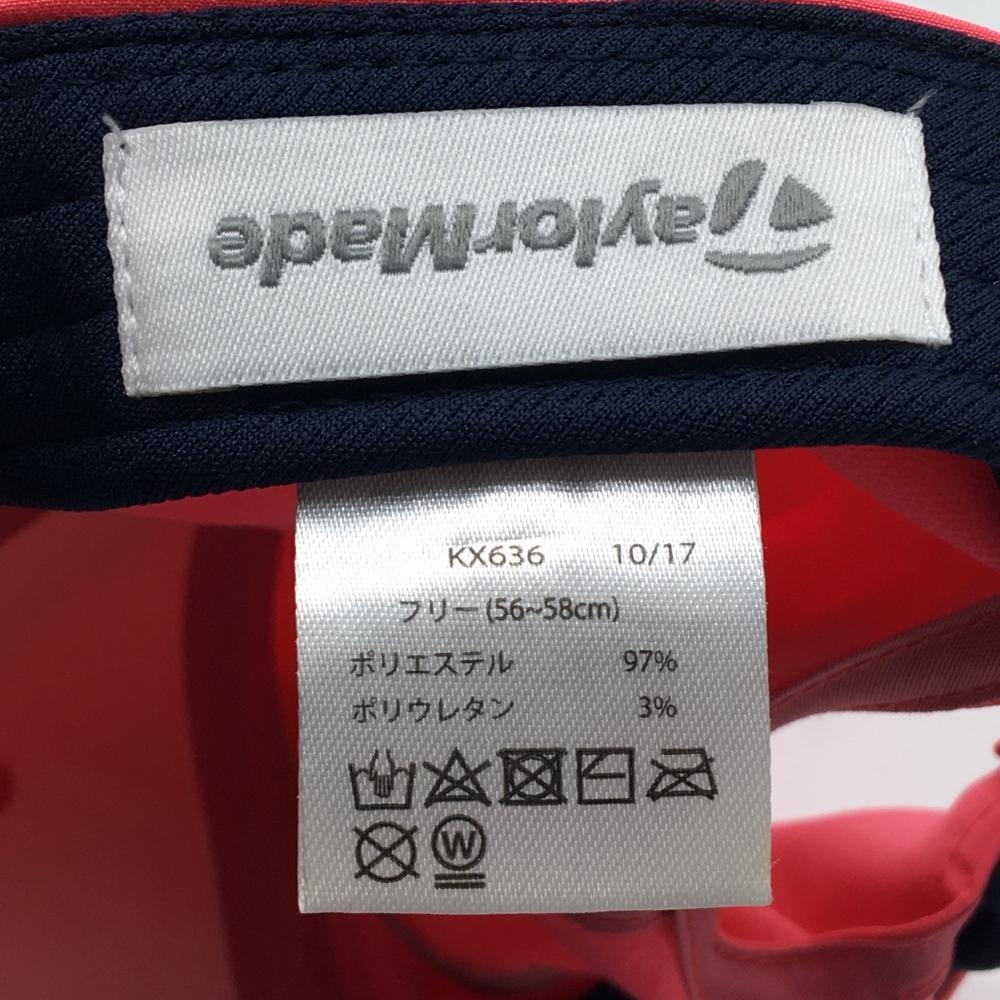 TaylorMade
KX636 10/17
フリー (56~58cm)
ポリエステル 97%
ポリウレタン 3%
W